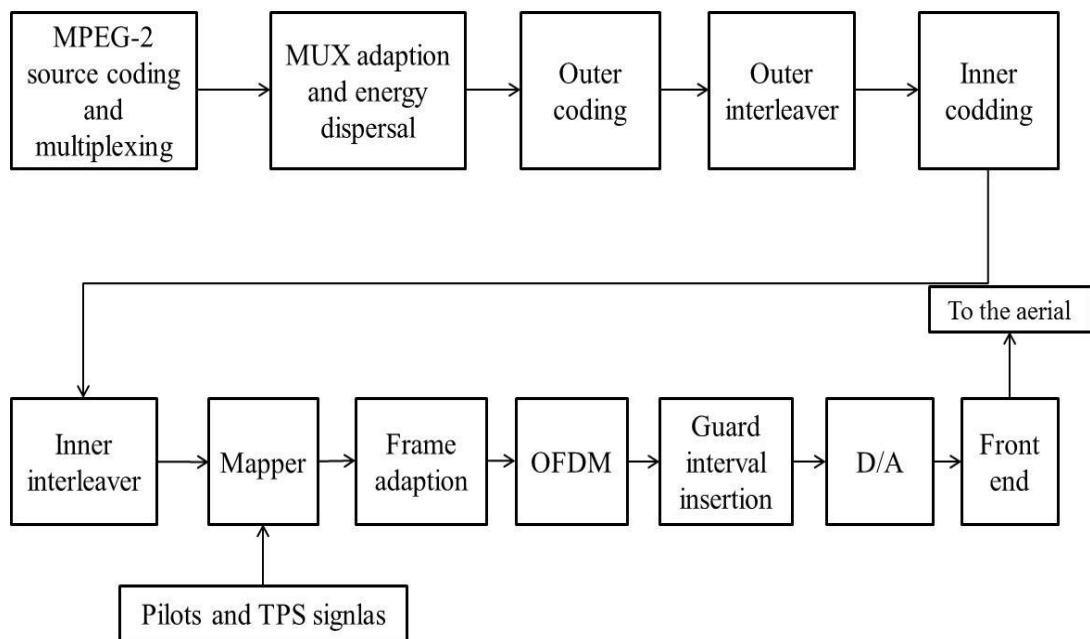 MPEG-2
source coding
and
multiplexing
MUX adaption
and energy
dispersal
Outer
coding
Outer
interleaver
Inner
codding
To the aerial
Inner
interleaver
Mapper
Frame
adaption
OFDM
Guard
interval
insertion
D/A
Front
end
Pilots and TPS signlas